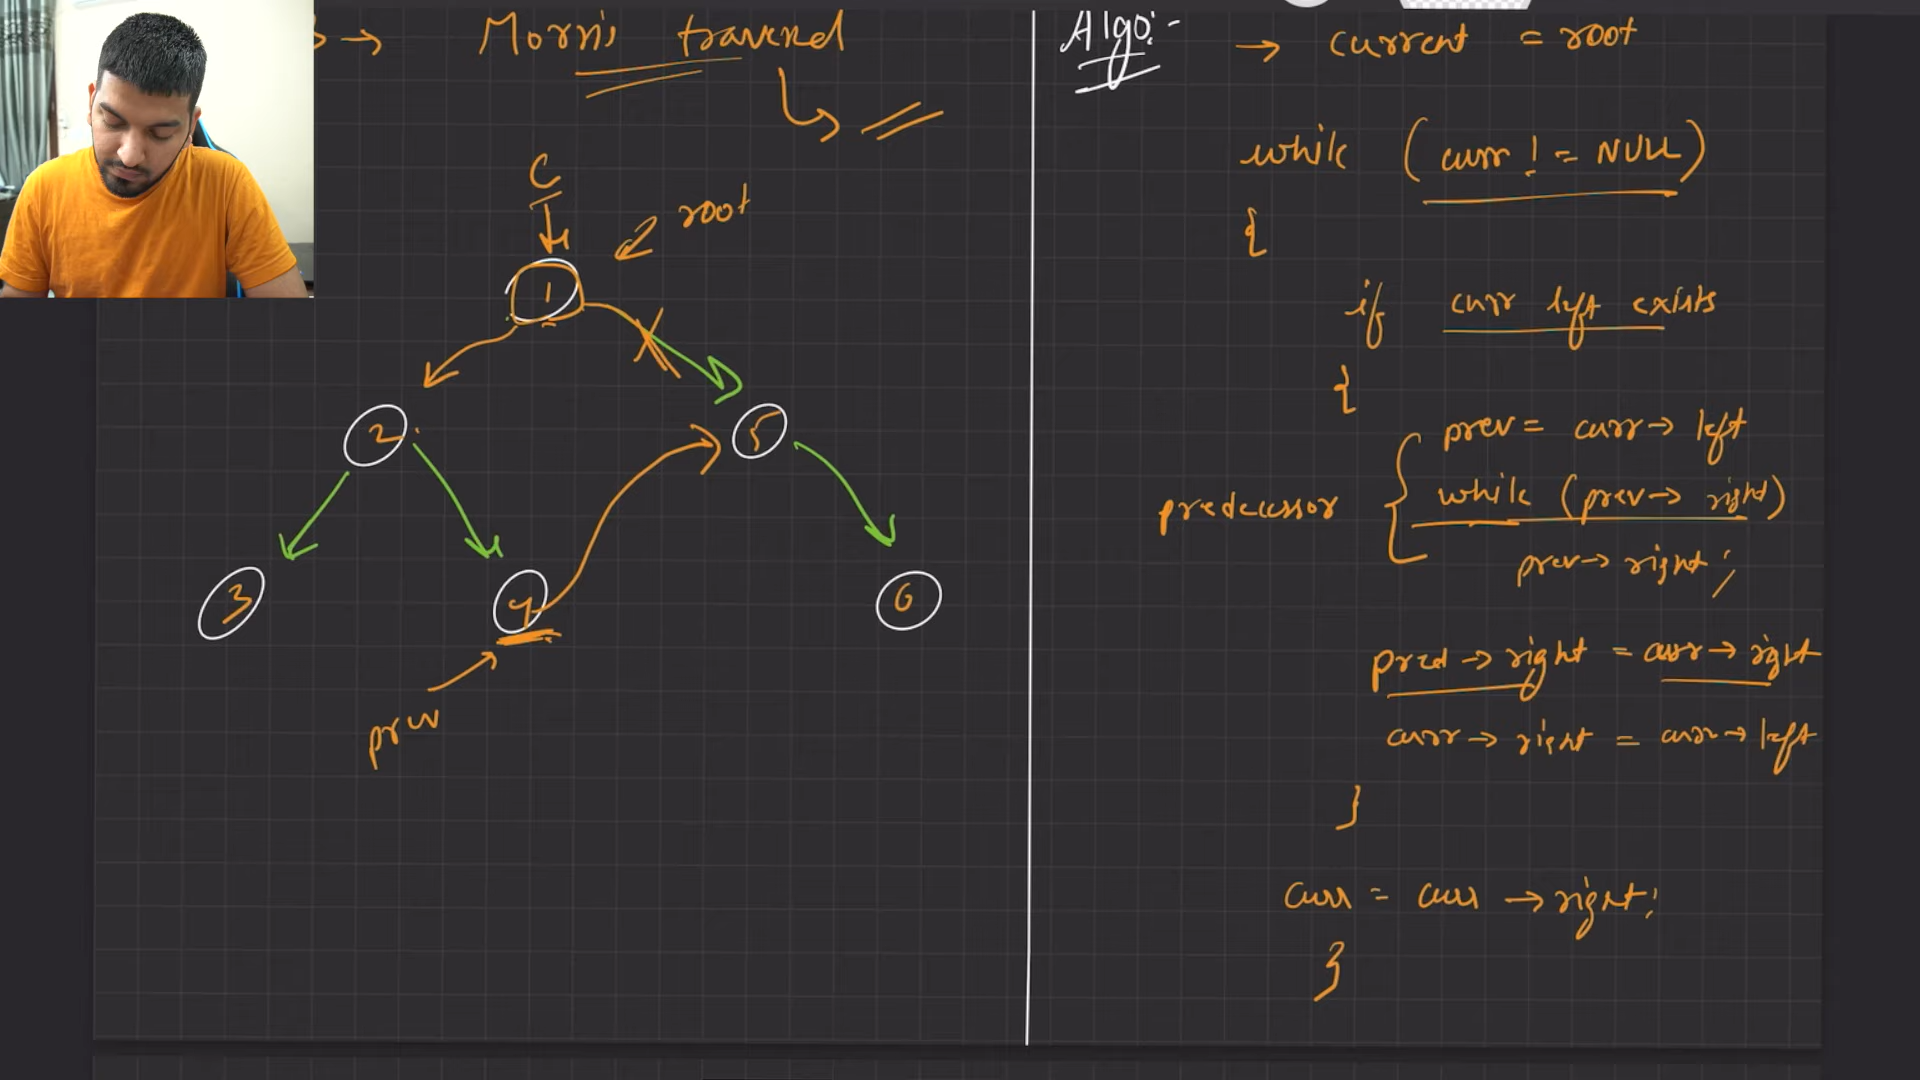 → Morris traversal
C
root
1
2
5
3
4
6
prev
Algo:-
→ current = root
while (curr != NULL)
{
if curr left exists
{
prev = curr → left
while (prev → right)
predecessor
prev → right ;
pred → right = curr → right
curr → right = curr → left
}
curr = curr → right;
}